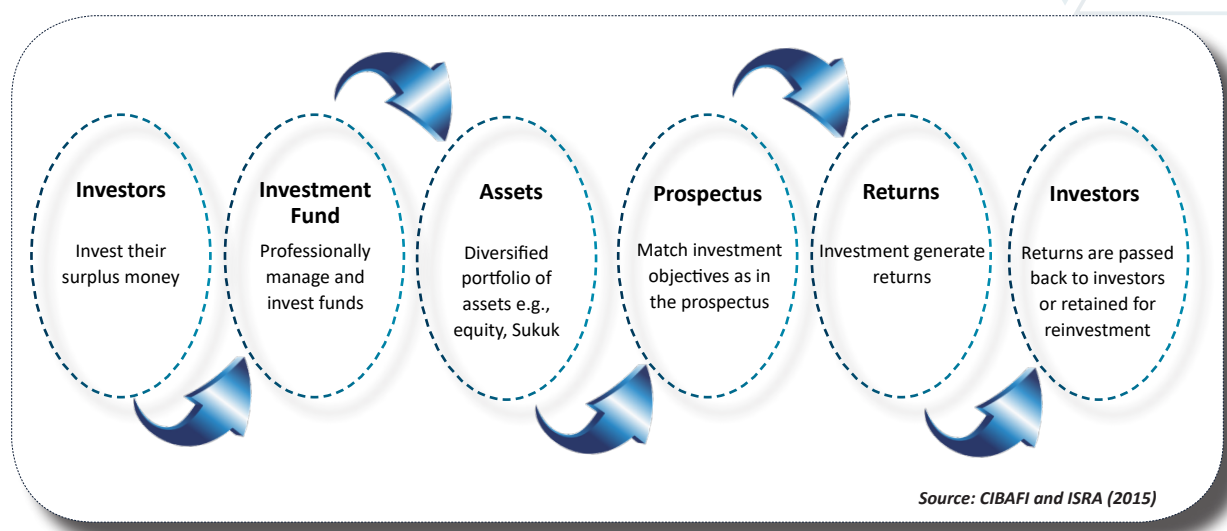 Investors
Invest their
surplus money
Investment
Fund
Professionally
manage and
invest funds
Assets
Diversified
portfolio of
assets e.g.,
equity, Sukuk
Prospectus
Match investment
objectives as in
the prospectus
Returns
Investment generate
returns
Investors
Returns are passed
back to investors
or retained for
reinvestment
Source: CIBAFI and ISRA (2015)